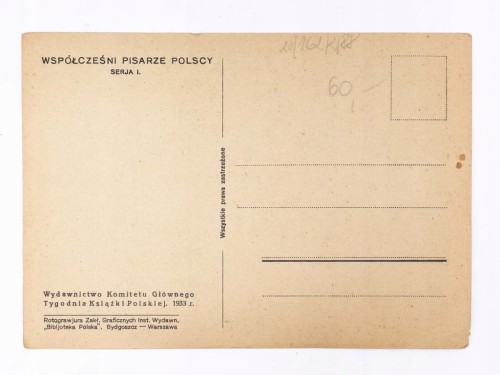 WSPÓŁCZEŚNI PISARZE POLSCY
SERJA I.
60,—
Wszystkie prawa zastrzeżone
Wydawnictwo Komitetu Głównego
Tygodnia Książki Polskiej, 1933 r.
Rotograwjura Zakł. Graficznych Inst. Wydawn.
„Bibljoteka Polska", Bydgoszcz — Warszawa